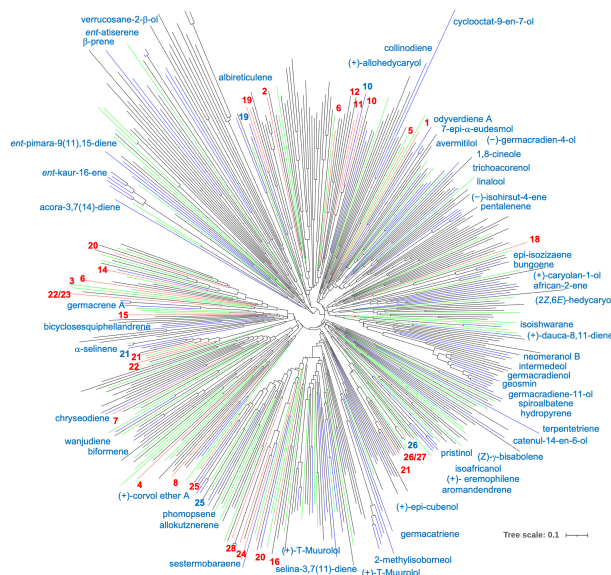 verrucosane-2-β-ol
cyclooctat-9-en-7-ol
ent-atiserene
β-prene
collinodiene
(+)-allohedycaryol
albireticulene
2
19
19
12
10
6
11
10
1
5
odyverdiene A
7-epi-α-eudesmol
(−)-germacradien-4-ol
avermitilol
1,8-cineole
trichoacorenol
linalool
(−)-isohirsut-4-ene
pentalenene
ent-pimara-9(11),15-diene
ent-kaur-16-ene
acora-3,7(14)-diene
18
epi-isozizaene
bungoene
(+)-caryolan-1-ol
african-2-ene
(2Z,6E)-hedycaryo
20
14
3
6
22/23
germacrene A
15
bicyclosesquiphellandrene
isoishwarane
(+)-dauca-8,11-diene
α-selinene
21
21
22
neomeranol B
intermedeol
germacradienol
geosmin
germacradiene-11-ol
spiroalbatene
hydropyrene
chryseodiene
7
terpentetriene
catenul-14-en-6-ol
wanjudiene
biformene
26
26/27
21
pristinol
(Z)-γ-bisabolene
isoafricanol
(+)- eremophilene
aromandendrene
4
8
25
25
(+)-corvol ether A
(+)-epi-cubenol
phomopsene
allokutznerene
germacatriene
Tree scale: 0.1
28
24
20
16
(+)-T-Muurolol
sestermobaraene
selina-3,7(11)-diene
2-methylisoborneol
(+)-T-Muurolol